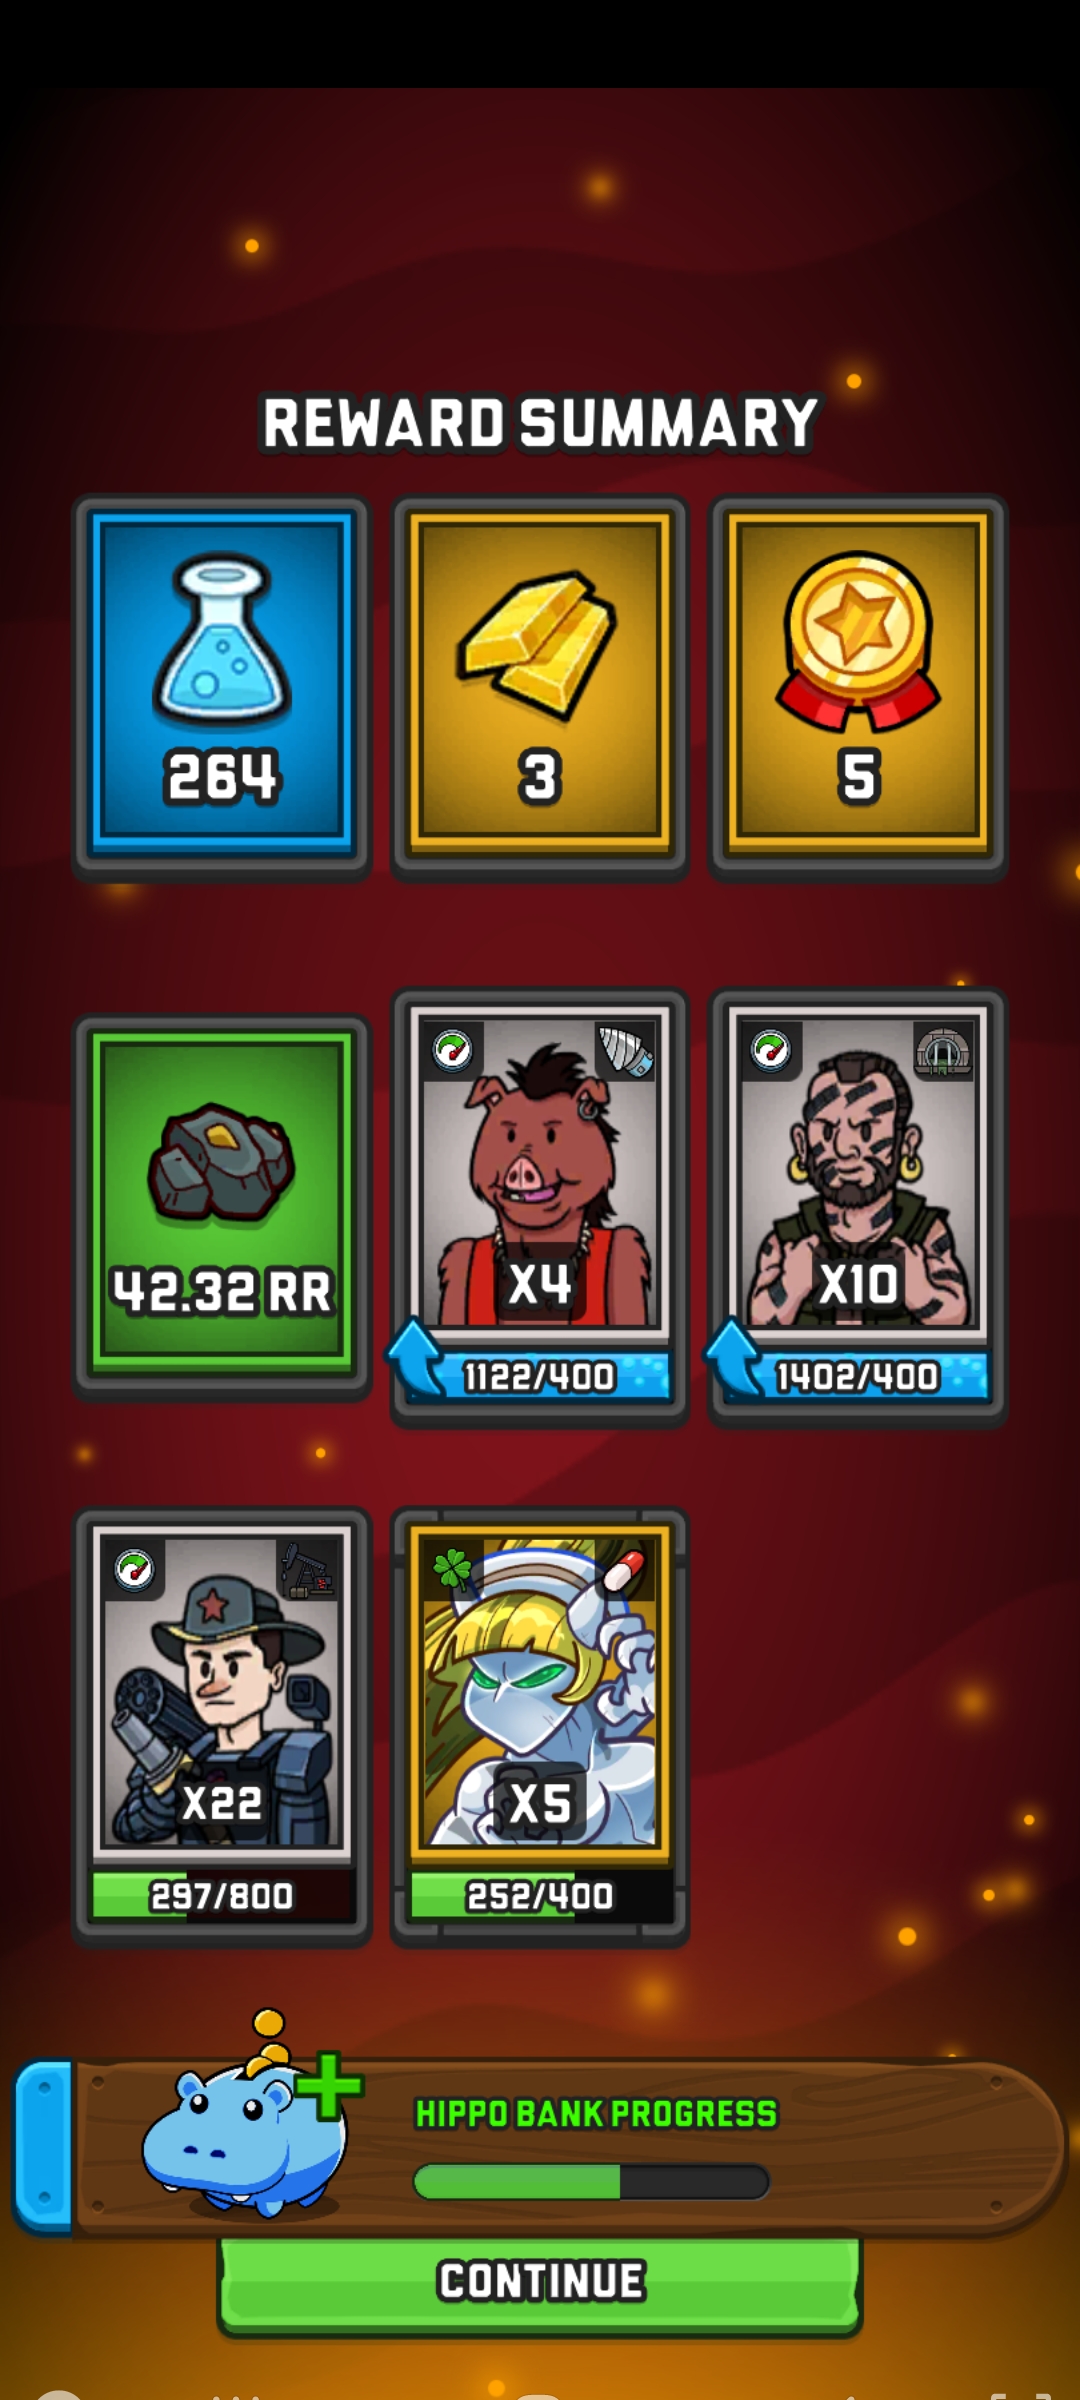 REWARD SUMMARY
264
3
5
42.32 RR
X4
1122/400
X10
1402/400
X22
297/800
X5
252/400
HIPPO BANK PROGRESS
CONTINUE